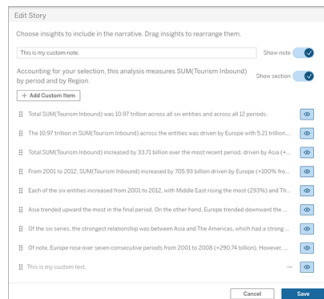 Edit Story
Choose insights to include in the narrative. Drag insights to rearrange them.
This is my custom note.
Show note
Accounting for your selection, this analysis measures SUM(Tourism Inbound)
by period and by Region.
Show section
+ Add Custom Item
Total SUM(Tourism Inbound) was 10.97 trillion across all six entities and across all 12 periods.
The 10.97 trillion in SUM(Tourism Inbound) across the entities was driven by Europe with 5.21 trillion...
Total SUM(Tourism Inbound) increased by 33.71 billion over the most recent period, driven by Asia (+...
From 2001 to 2012, SUM(Tourism Inbound) increased by 705.93 billion driven by Europe (+100% fro...
Each of the six entities increased from 2001 to 2012, with Middle East rising the most (293%) and Th...
Asia trended upward the most in the final period. On the other hand, Europe trended downward the ...
Of the six series, the strongest relationship was between Asia and The Americas, which had a strong ...
Of note, Europe rose over seven consecutive periods from 2001 to 2008 (+290.74 billion). However, ...
This is my custom text.
...
Cancel
Save